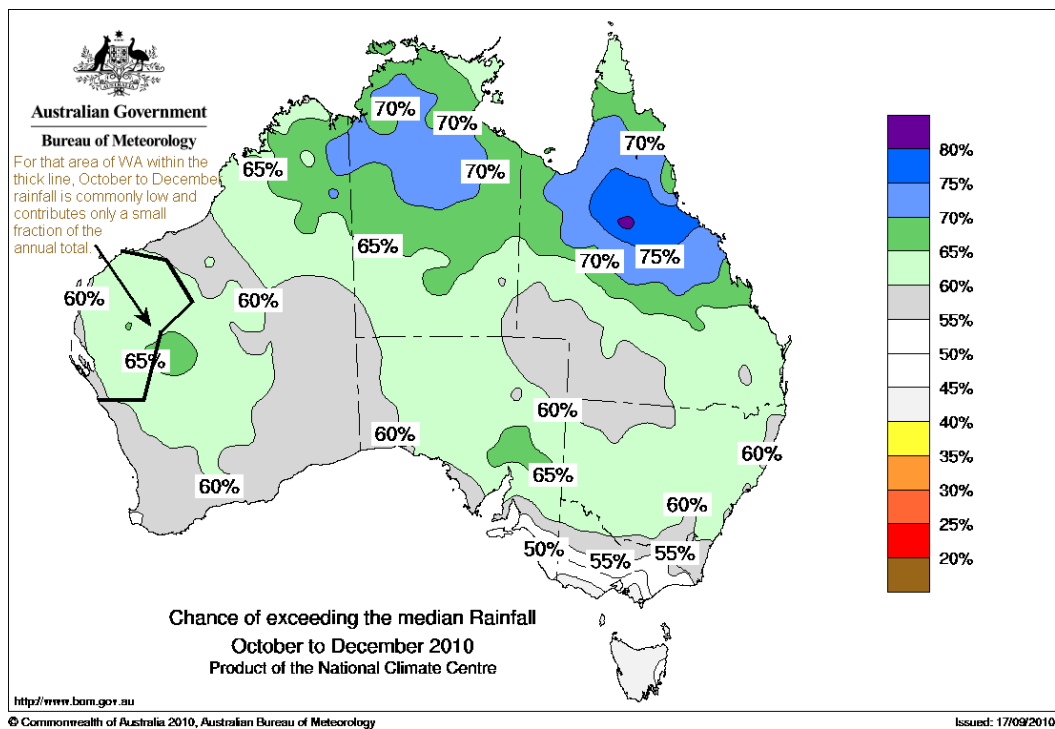 Australian Government
Bureau of Meteorology
For that area of WA within the
thick line, October to Decembe
rainfall is commonly low and
contributes only a small
fraction of the
annual total.
70%
70%
70%
70%
65%
65%
70%
75%
60%
60%
65%
60%
60%
60%
65%
60%
60%
50%
55%
55%
80%
75%
70%
65%
60%
55%
50%
45%
40%
35%
30%
25%
20%
Chance of exceeding the median Rainfall
October to December 2010
Product of the National Climate Centre
http://www.bom.gov.au
© Commonwealth of Australia 2010, Australian Bureau of Meteorology
Issued: 17/09/2010